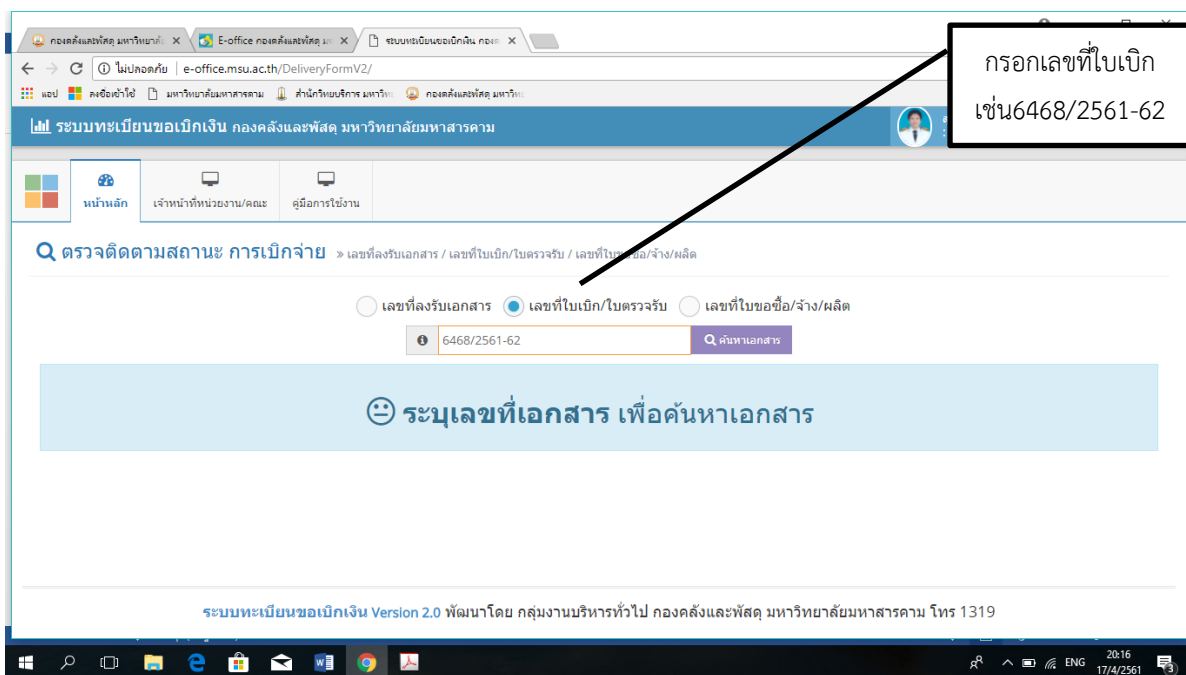 กองคลังและพัสดุ มหาวิทยาลั
E-office กองคลังและพัสดุ มห
ระบบทะเบียนขอเบิกเงิน กองค
ไม่ปลอดภัย | e-office.msu.ac.th/DeliveryFormV2/
แอป ลงชื่อเข้าใช้ มหาวิทยาลัยมหาสารคาม สำนักวิทยบริการ มหาวิทย กองคลังและพัสดุ มหาวิทย
กรอกเลขที่ใบเบิก
เช่น6468/2561-62
ระบบทะเบียนขอเบิกเงิน กองคลังและพัสดุ มหาวิทยาลัยมหาสารคาม
หน้าหลัก เจ้าหน้าที่หน่วยงาน/คณะ คู่มือการใช้งาน
ตรวจติดตามสถานะ การเบิกจ่าย » เลขที่ลงรับเอกสาร / เลขที่ใบเบิก/ใบตรวจรับ / เลขที่ใบขอซื้อ/จ้าง/ผลิต
เลขที่ลงรับเอกสาร เลขที่ใบเบิก/ใบตรวจรับ เลขที่ใบขอซื้อ/จ้าง/ผลิต
6468/2561-62 ค้นหาเอกสาร
ระบุเลขที่เอกสาร เพื่อค้นหาเอกสาร
ระบบทะเบียนขอเบิกเงิน Version 2.0 พัฒนาโดย กลุ่มงานบริหารทั่วไป กองคลังและพัสดุ มหาวิทยาลัยมหาสารคาม โทร 1319
ENG 20:16
17/4/2561